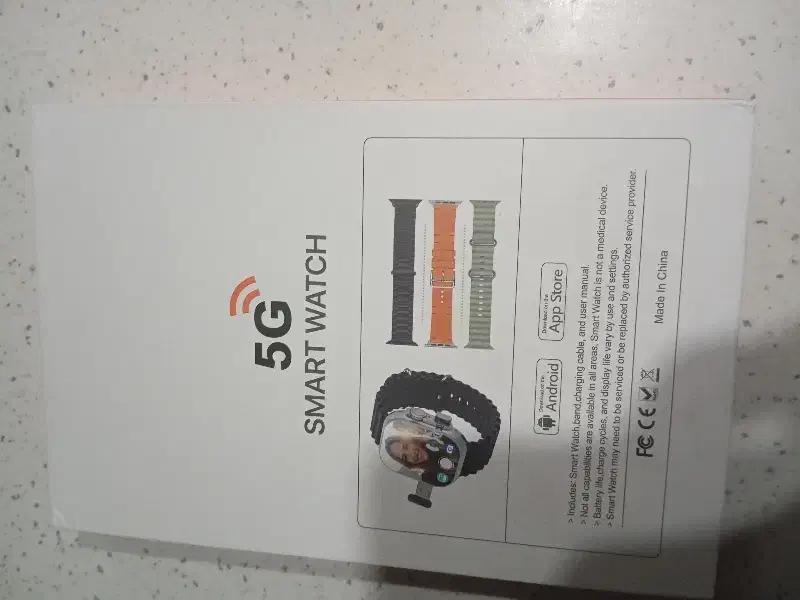 5G
SMART WATCH
Download on the
Android
Download on the
App Store
> Includes: Smart Watch,band,charging cable, and user manual.
> Not all capabilities are available in all areas, Smart Watch is not a medical device.
> Battery life,charge cycles, and display life vary by use and settings.
> Smart Watch may need to be serviced or be replaced by authorized service provider.
FC CE
Made In China